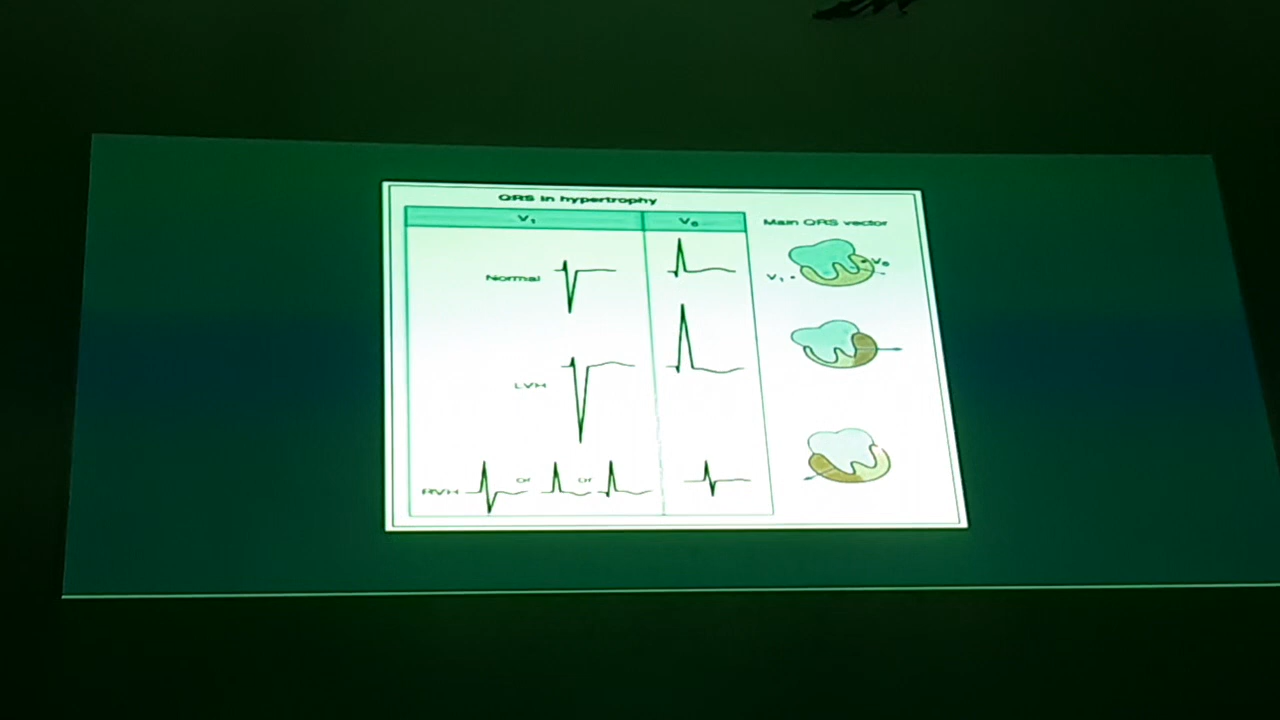 QRS in hypertrophy
V₁ V₆ Main QRS vector
Normal
V₁ V₆
LVH
RVH or or